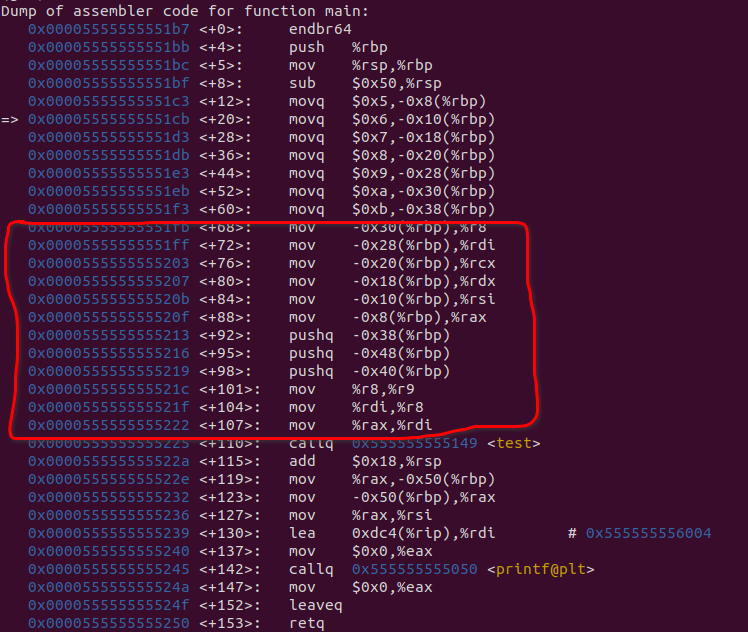 Dump of assembler code for function main:
0x00005555555551b7 <+0>: endbr64
0x00005555555551bb <+4>: push %rbp
0x00005555555551bc <+5>: mov %rsp,%rbp
0x00005555555551bf <+8>: sub $0x50,%rsp
0x00005555555551c3 <+12>: movq $0x5,-0x8(%rbp)
=> 0x00005555555551cb <+20>: movq $0x6,-0x10(%rbp)
0x00005555555551d3 <+28>: movq $0x7,-0x18(%rbp)
0x00005555555551db <+36>: movq $0x8,-0x20(%rbp)
0x00005555555551e3 <+44>: movq $0x9,-0x28(%rbp)
0x00005555555551eb <+52>: movq $0xa,-0x30(%rbp)
0x00005555555551f3 <+60>: movq $0xb,-0x38(%rbp)
0x00005555555551fb <+68>: mov -0x30(%rbp),%r8
0x00005555555551ff <+72>: mov -0x28(%rbp),%rdi
0x0000555555555203 <+76>: mov -0x20(%rbp),%rcx
0x0000555555555207 <+80>: mov -0x18(%rbp),%rdx
0x000055555555520b <+84>: mov -0x10(%rbp),%rsi
0x000055555555520f <+88>: mov -0x8(%rbp),%rax
0x0000555555555213 <+92>: pushq -0x38(%rbp)
0x0000555555555216 <+95>: pushq -0x48(%rbp)
0x0000555555555219 <+98>: pushq -0x40(%rbp)
0x000055555555521c <+101>: mov %r8,%r9
0x000055555555521f <+104>: mov %rdi,%r8
0x0000555555555222 <+107>: mov %rax,%rdi
0x0000555555555225 <+110>: callq 0x555555555149 <test>
0x000055555555522a <+115>: add $0x18,%rsp
0x000055555555522e <+119>: mov %rax,-0x50(%rbp)
0x0000555555555232 <+123>: mov -0x50(%rbp),%rax
0x0000555555555236 <+127>: mov %rax,%rsi
0x0000555555555239 <+130>: lea 0xdc4(%rip),%rdi # 0x555555556004
0x0000555555555240 <+137>: mov $0x0,%eax
0x0000555555555245 <+142>: callq 0x555555555050 <printf@plt>
0x000055555555524a <+147>: mov $0x0,%eax
0x000055555555524f <+152>: leaveq
0x0000555555555250 <+153>: retq